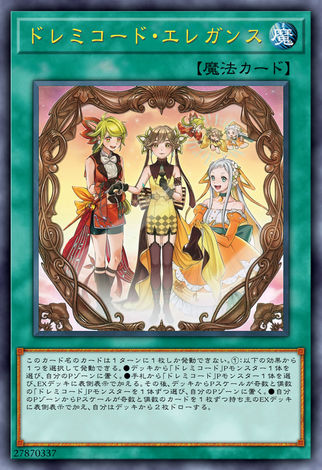 ドレミコード・エレガンス
魔
【魔法カード】
このカード名のカードは1ターンに1枚しか発動できない。①:以下の効果から
1つを選択して発動できる。●デッキから「ドレミコード」Pモンスター1体を
選び、自分のPゾーンに置く。●手札から「ドレミコード」Pモンスター1体を選
び、EXデッキに表側表示で加える。その後、デッキからPスケールが奇数と偶数
の「ドレミコード」Pモンスターを1体ずつ選び、自分のPゾーンに置く。●自分
のPゾーンからPスケールが奇数と偶数のカードを1枚ずつ持ち主のEXデッキ
に表側表示で加え、自分はデッキから2枚ドローする。
27870337